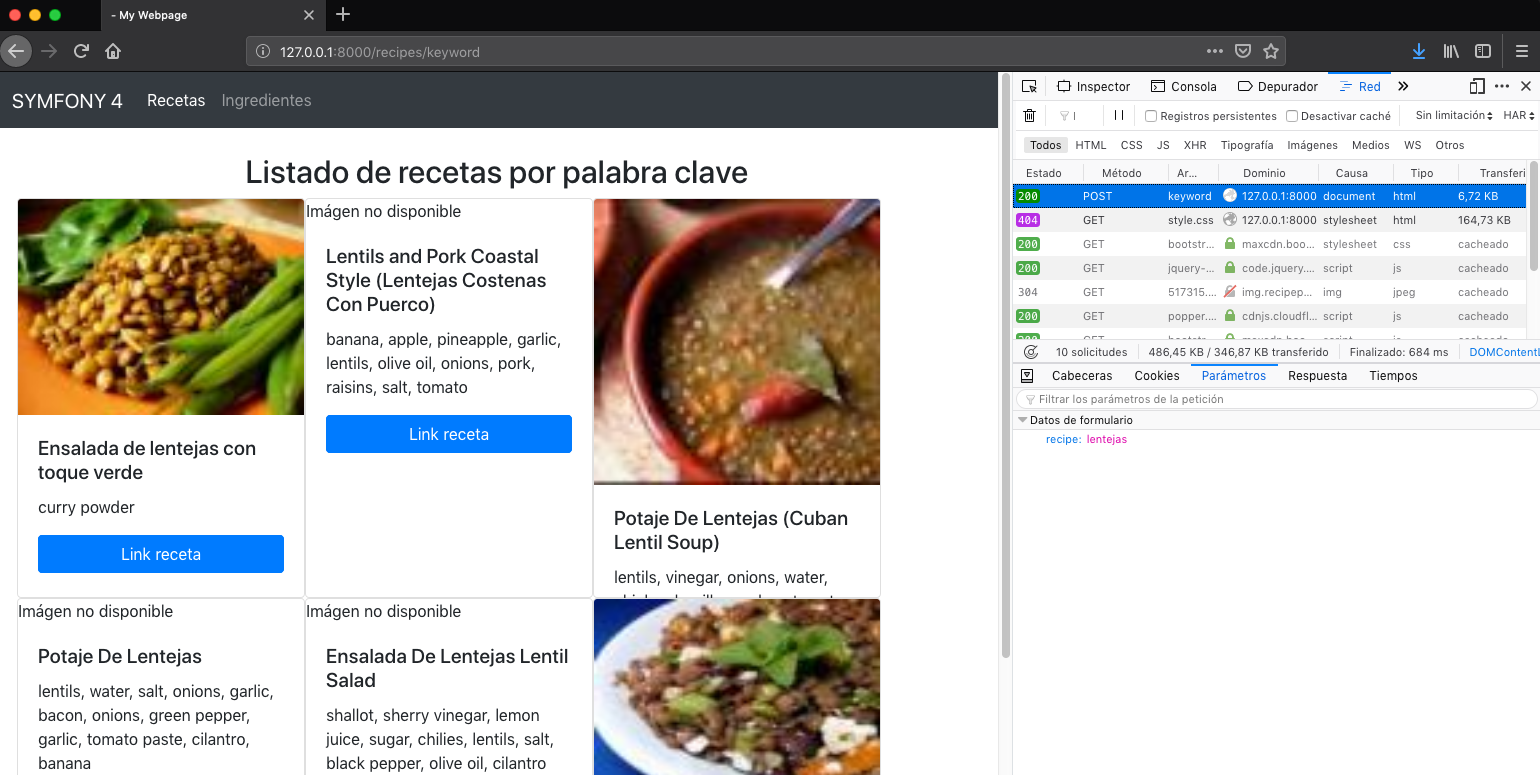 - My Webpage
127.0.0.1:8000/recipes/keyword
SYMFONY 4 Recetas Ingredientes
Listado de recetas por palabra clave
Ensalada de lentejas con
toque verde
curry powder
Link receta
Imágen no disponible
Lentils and Pork Coastal
Style (Lentejas Costenas
Con Puerco)
banana, apple, pineapple, garlic,
lentils, olive oil, onions, pork,
raisins, salt, tomato
Link receta
Potaje De Lentejas (Cuban
Lentil Soup)
lentils, vinegar, onions, water,
Imágen no disponible
Potaje De Lentejas
lentils, water, salt, onions, garlic,
bacon, onions, green pepper,
garlic, tomato paste, cilantro,
banana
Imágen no disponible
Ensalada De Lentejas Lentil
Salad
shallot, sherry vinegar, lemon
juice, sugar, chilies, lentils, salt,
black pepper, olive oil, cilantro
Inspector Consola Depurador Red
Registros persistentes Desactivar caché Sin limitación HAR
Todos HTML CSS JS XHR Tipografía Imágenes Medios WS Otros
Estado Método Ar... Dominio Causa Tipo Transferi
200 POST keyword 127.0.0.1:8000 document html 6,72 KB
404 GET style.css 127.0.0.1:8000 stylesheet html 164,73 KB
200 GET bootstr... maxcdn.boo... stylesheet css cacheado
200 GET jquery-... code.jquery.... script js cacheado
304 GET 517315.... img.recipep... img jpeg cacheado
200 GET popper.... cdnjs.cloudfl... script js cacheado
10 solicitudes 486,45 KB / 346,87 KB transferido Finalizado: 684 ms DOMContentL
Cabeceras Cookies Parámetros Respuesta Tiempos
Filtrar los parámetros de la petición
Datos de formulario
recipe: lentejas